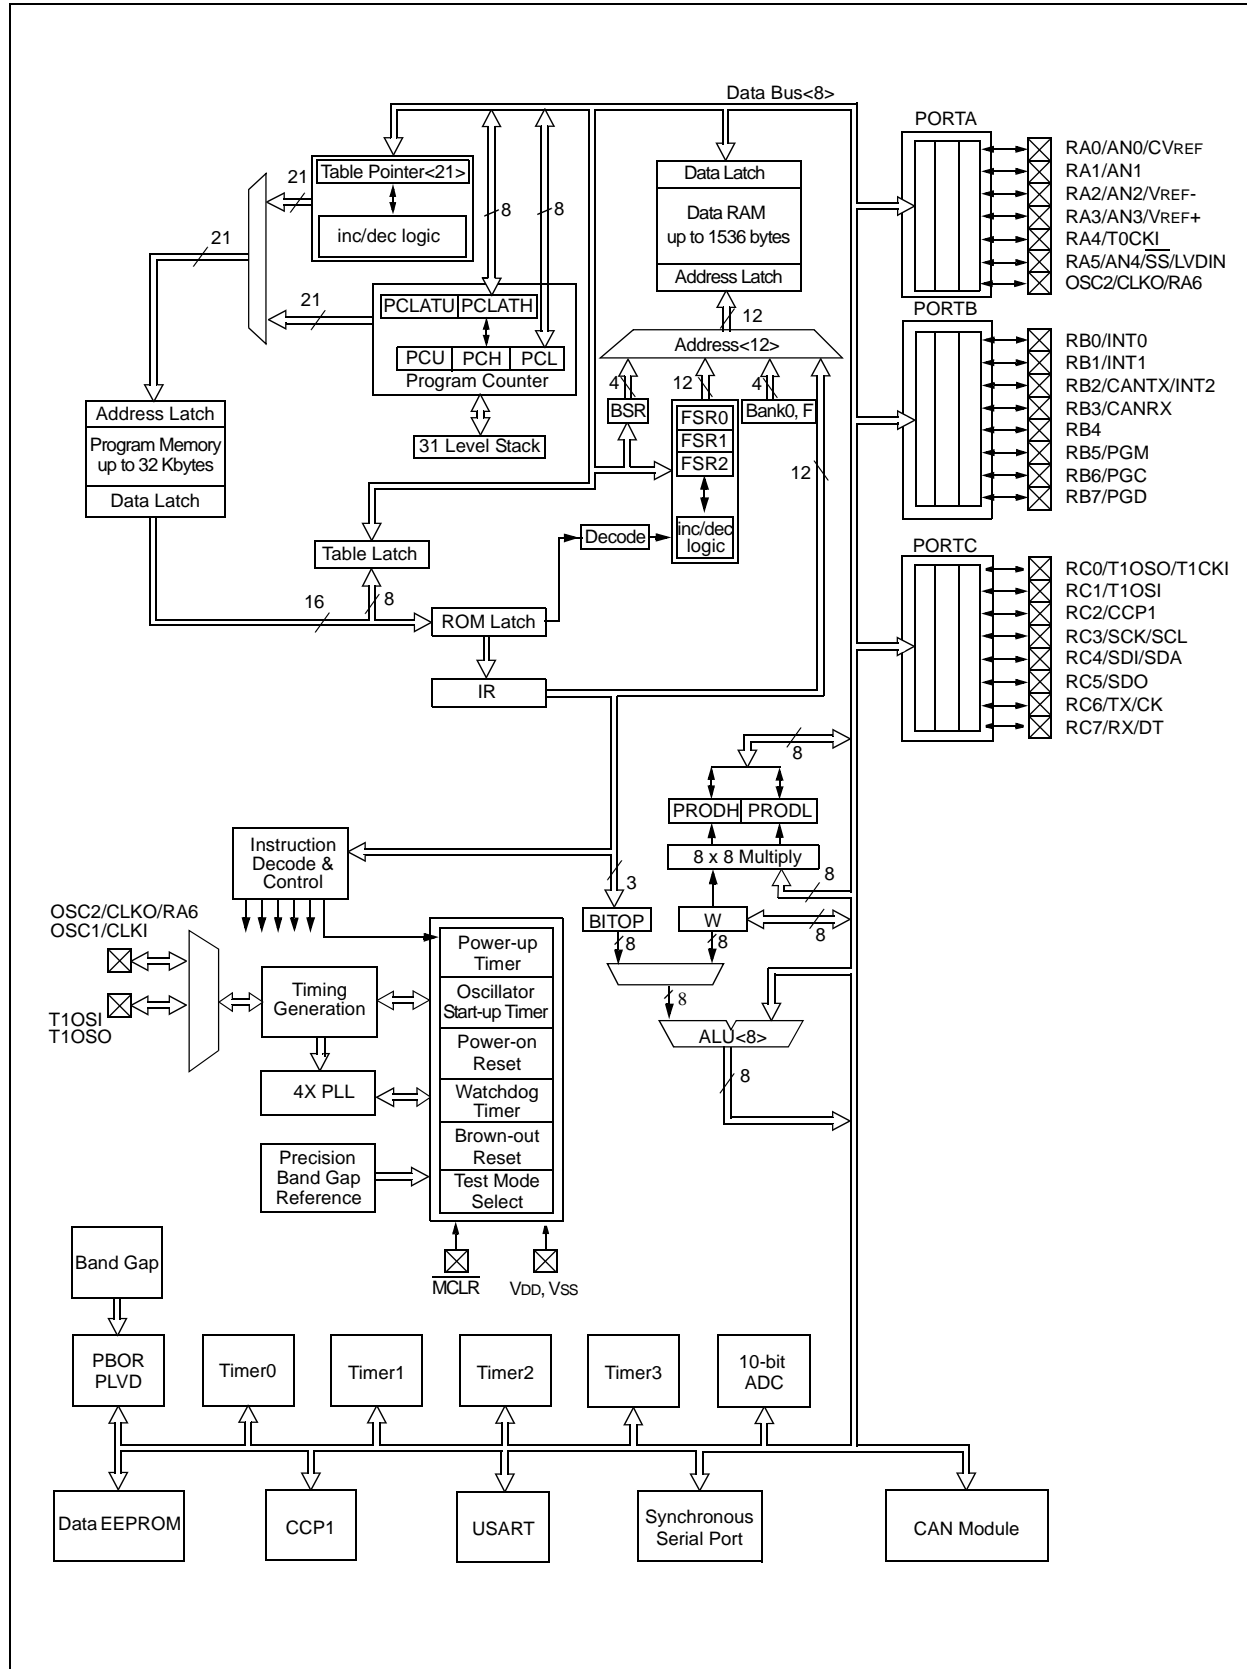 Data Bus<8>
PORTA
RA0/AN0/CVREF
RA1/AN1
RA2/AN2/VREF-
RA3/AN3/VREF+
RA4/T0CKI
RA5/AN4/SS/LVDIN
OSC2/CLKO/RA6
Table Pointer<21>
inc/dec logic
21
21
21
8
8
Data Latch
Data RAM
up to 1536 bytes
Address Latch
12
Address<12>
PCLATU PCLATH
PCU PCH PCL
Program Counter
31 Level Stack
4
12
4
BSR
FSR0
FSR1
FSR2
Bank0, F
inc/dec
logic
12
PORTB
RB0/INT0
RB1/INT1
RB2/CANTX/INT2
RB3/CANRX
RB4
RB5/PGM
RB6/PGC
RB7/PGD
Address Latch
Program Memory
up to 32 Kbytes
Data Latch
Table Latch
Decode
16
8
ROM Latch
IR
PORTC
RC0/T1OSO/T1CKI
RC1/T1OSI
RC2/CCP1
RC3/SCK/SCL
RC4/SDI/SDA
RC5/SDO
RC6/TX/CK
RC7/RX/DT
8
PRODH PRODL
8 x 8 Multiply
8
Instruction
Decode &
Control
3
BITOP
W
8
8
8
8
ALU<8>
8
OSC2/CLKO/RA6
OSC1/CLKI
T1OSI
T1OSO
Timing
Generation
4X PLL
Precision
Band Gap
Reference
Power-up
Timer
Oscillator
Start-up Timer
Power-on
Reset
Watchdog
Timer
Brown-out
Reset
Test Mode
Select
MCLR
VDD, VSS
Band Gap
PBOR
PLVD
Timer0
Timer1
Timer2
Timer3
10-bit
ADC
Data EEPROM
CCP1
USART
Synchronous
Serial Port
CAN Module